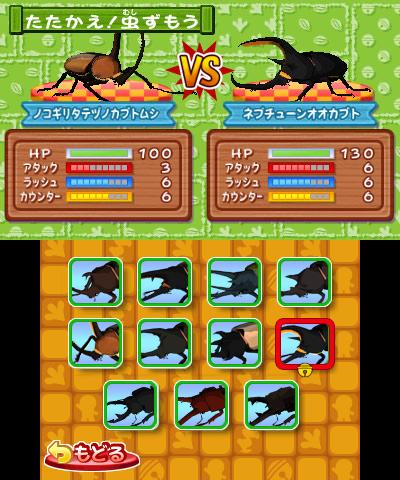 たたかえ!虫ずもう
むし
VS
ノコギリタテヅノカブトムシ
ネプチューンオオカブト
HP 100
アタック 3
ラッシュ 6
カウンター 6
HP 130
アタック 6
ラッシュ 6
カウンター 6
もどる